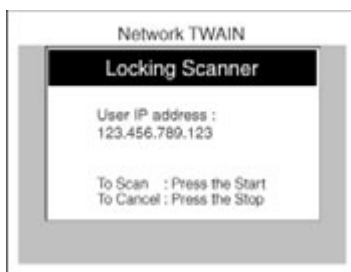 Network TWAIN
Locking Scanner
User IP address :
123.456.789.123
To Scan : Press the Start
To Cancel : Press the Stop